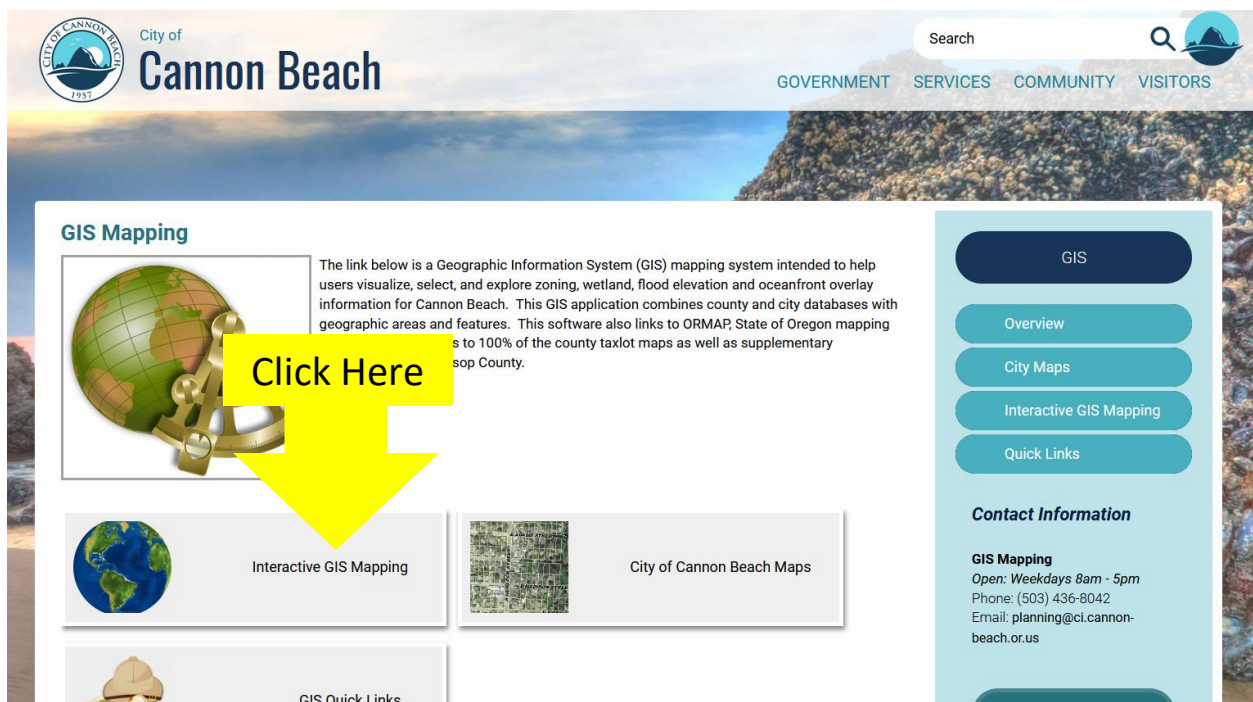 CITY OF CANNON BEACH
1957
City of
Cannon Beach
Search
GOVERNMENT SERVICES COMMUNITY VISITORS
GIS Mapping
The link below is a Geographic Information System (GIS) mapping system intended to help
users visualize, select, and explore zoning, wetland, flood elevation and oceanfront overlay
information for Cannon Beach. This GIS application combines county and city databases with
geographic areas and features. This software also links to ORMAP, State of Oregon mapping
s to 100% of the county taxlot maps as well as supplementary
sop County.
Click Here
Interactive GIS Mapping
City of Cannon Beach Maps
GIS Quick Links
GIS
Overview
City Maps
Interactive GIS Mapping
Quick Links
Contact Information
GIS Mapping
Open: Weekdays 8am - 5pm
Phone: (503) 436-8042
Email: planning@ci.cannon-
beach.or.us